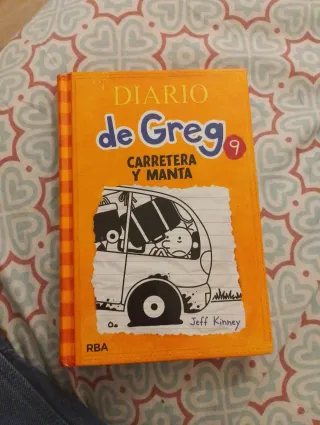 DIARIO
de Greg 9
CARRETERA
Y MANTA
Jeff Kinney
RBA